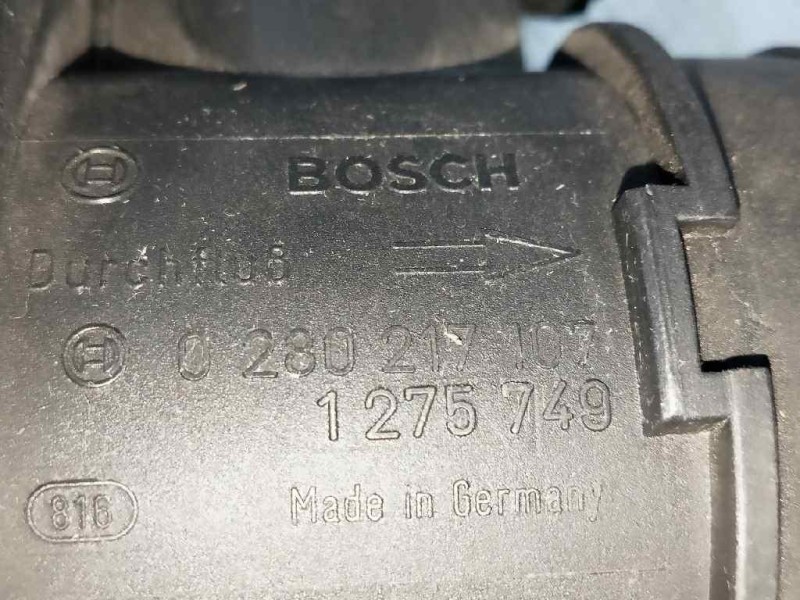 BOSCH
Durchfluß
0 280 217 107
1 275 749
816 Made in Germany